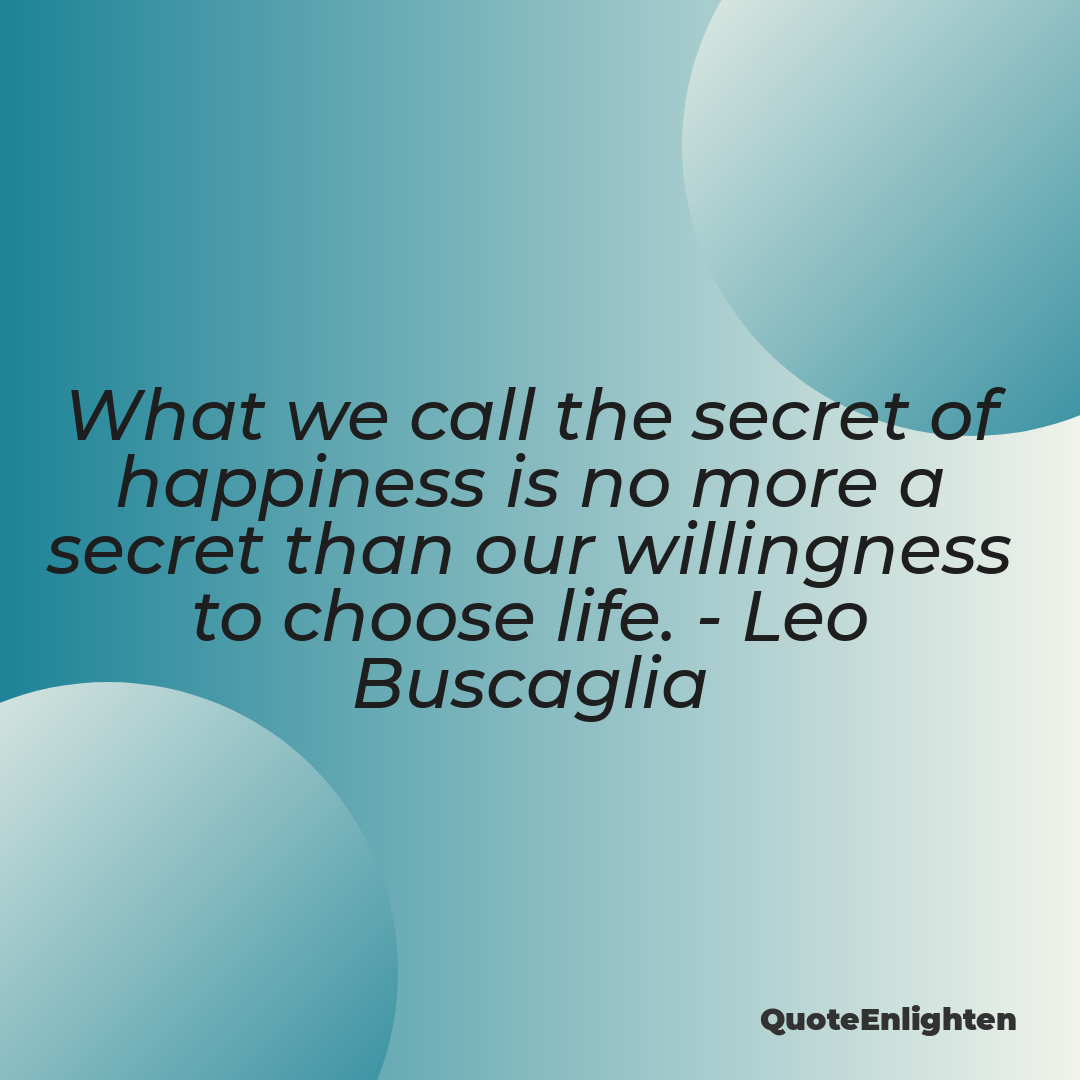 What we call the secret of
happiness is no more a
secret than our willingness
to choose life. - Leo
Buscaglia
QuoteEnlighten